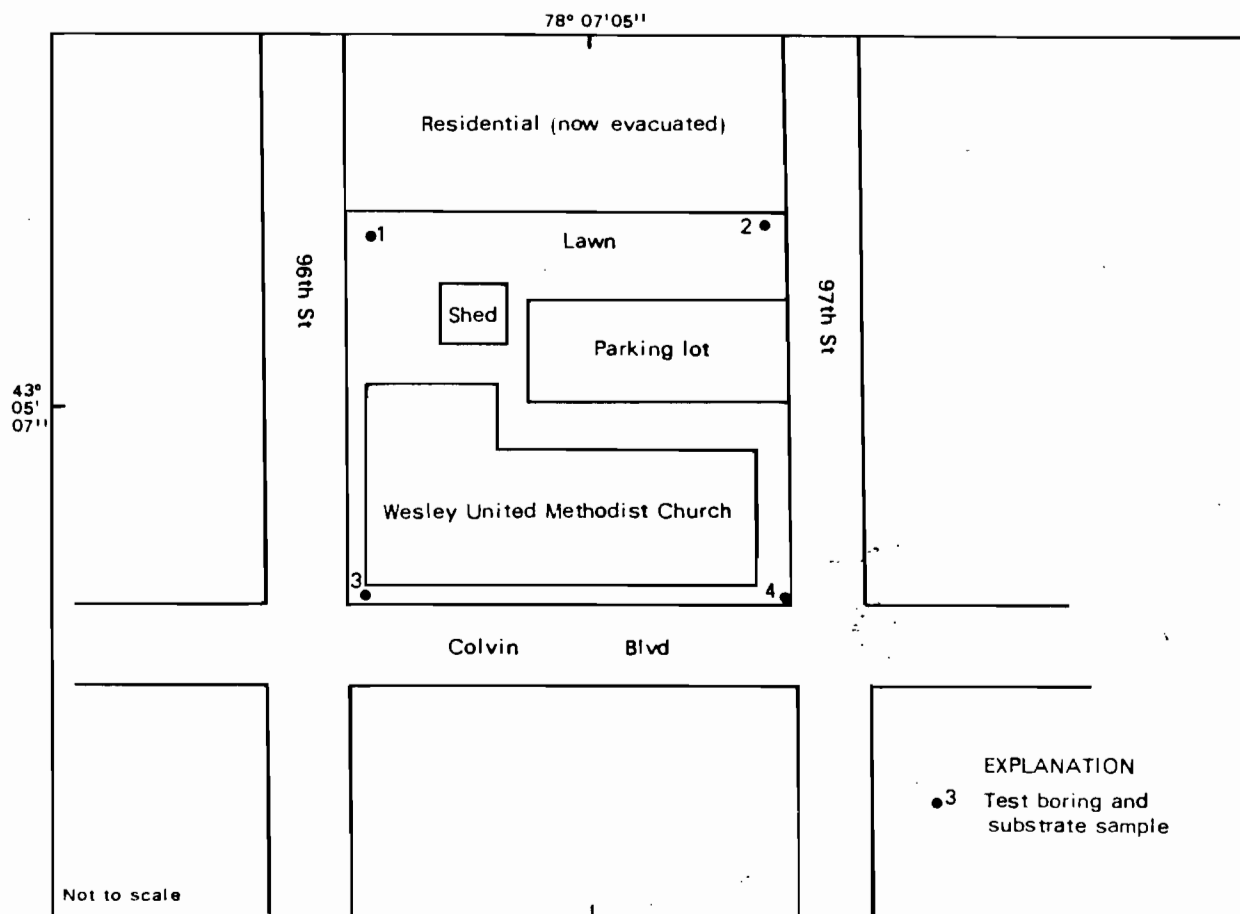 78° 07'05"
Residential (now evacuated)
1
2
Lawn
96th St
97th St
Shed
Parking lot
43°
05'
07"
Wesley United Methodist Church
3
4
Colvin Blvd
EXPLANATION
3 Test boring and
substrate sample
Not to scale